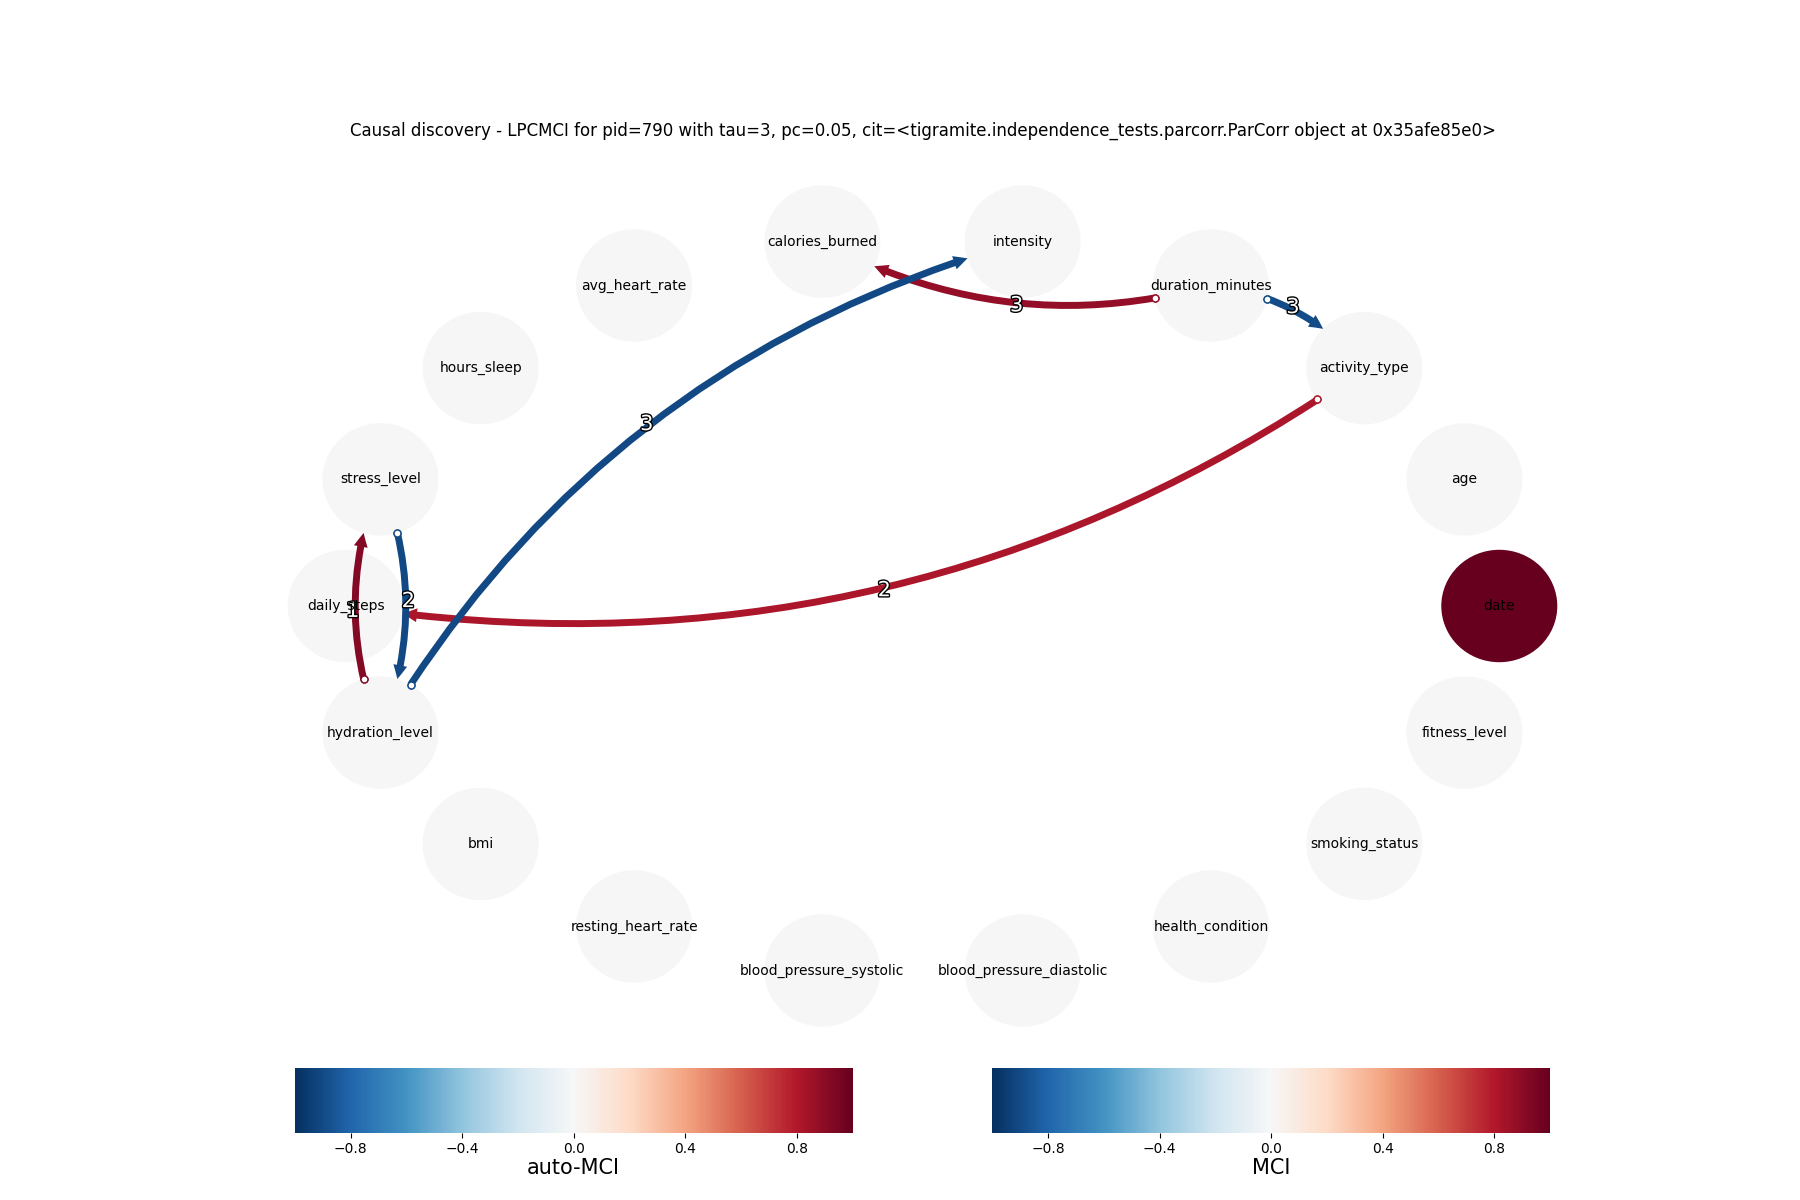 Causal discovery - LPCMCI for pid=790 with tau=3, pc=0.05, cit=<tigramite.independence_tests.parcorr.ParCorr object at 0x35afe85e0>
calories_burned
intensity
avg_heart_rate
duration_minutes
3
3
hours_sleep
activity_type
3
stress_level
age
2
2
daily_steps
1
date
hydration_level
fitness_level
bmi
smoking_status
resting_heart_rate
health_condition
blood_pressure_systolic
blood_pressure_diastolic
−0.8 −0.4 0.0 0.4 0.8
auto-MCI
−0.8 −0.4 0.0 0.4 0.8
MCI